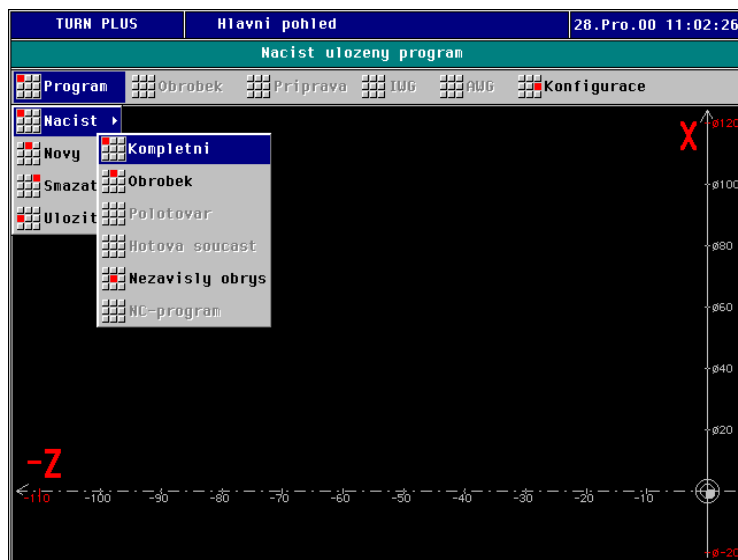 TURN PLUS Hlavni pohled 28.Pro.00 11:02:26
Nacist ulozeny program
Program Obrobek Priprava IWG AWG Konfigurace
Nacist
Novy
Smazat
Ulozit
Kompletni
Obrobek
Polotovar
Hotova soucast
Nezavisly obrys
NC-program
X
ø120
ø100
ø80
ø60
ø40
ø20
-Z
-110 -100 -90 -80 -70 -60 -50 -40 -30 -20 -10
ø-20